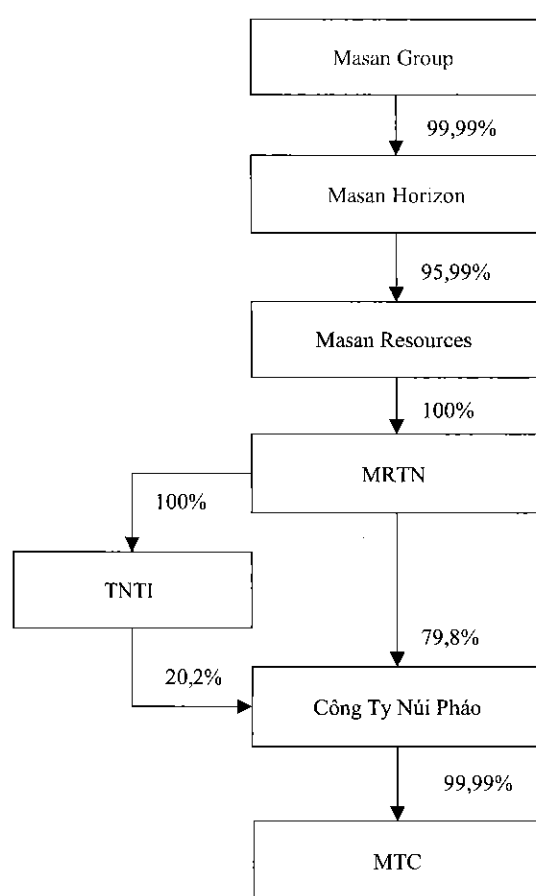 Masan Group
99,99%
Masan Horizon
95,99%
Masan Resources
100%
MRTN
100%
TNTI
79,8%
20,2%
Công Ty Núi Pháo
99,99%
MTC